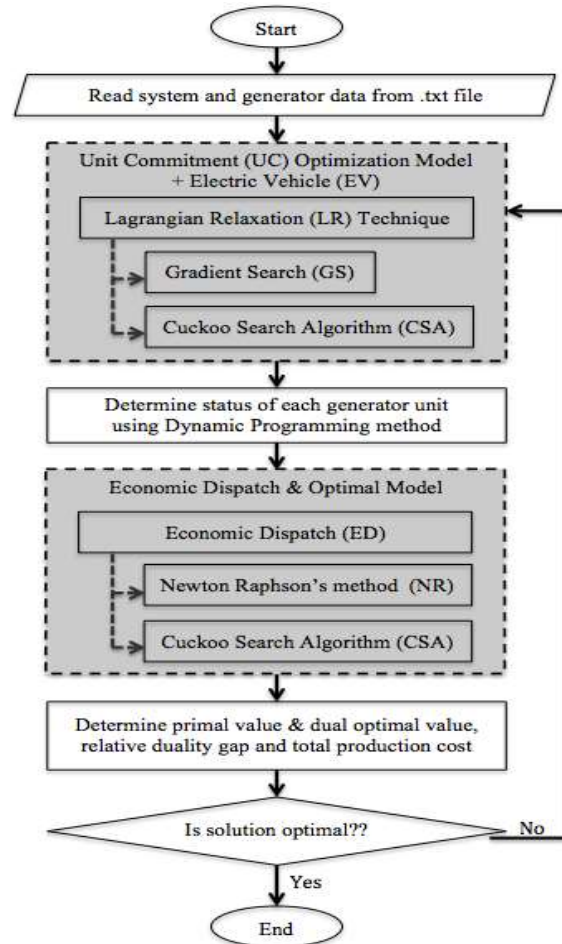 Start
Read system and generator data from .txt file
Unit Commitment (UC) Optimization Model
+ Electric Vehicle (EV)
Lagrangian Relaxation (LR) Technique
Gradient Search (GS)
Cuckoo Search Algorithm (CSA)
Determine status of each generator unit
using Dynamic Programming method
Economic Dispatch & Optimal Model
Economic Dispatch (ED)
Newton Raphson's method (NR)
Cuckoo Search Algorithm (CSA)
Determine primal value & dual optimal value,
relative duality gap and total production cost
Is solution optimal??
No
Yes
End